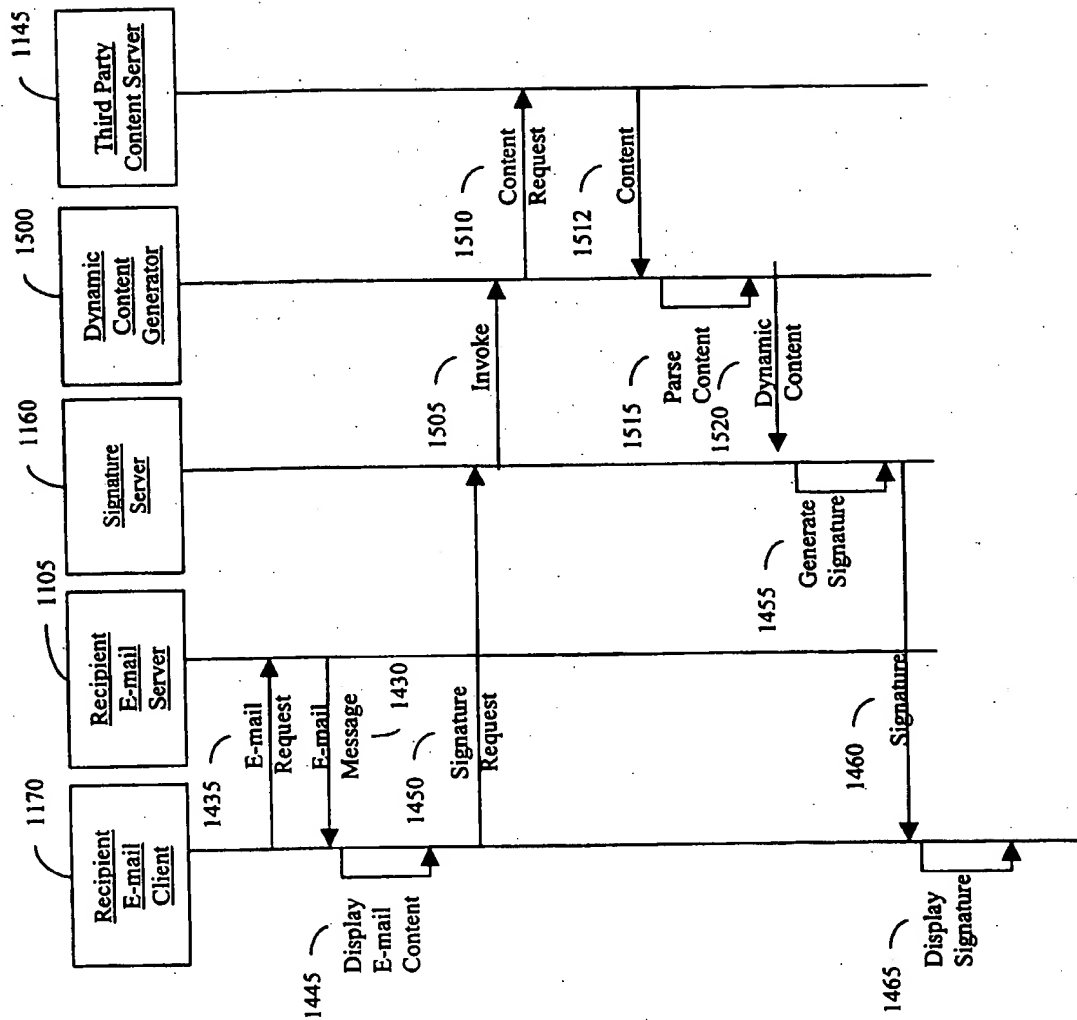 1170
Recipient
E-mail
Client
1105
Recipient
E-mail
Server
1160
Signature
Server
1500
Dynamic
Content
Generator
1145
Third Party
Content Server
1435
E-mail
Request
E-mail
Message
1430
1445
Display
E-mail
Content
1450
Signature
Request
1505
Invoke
1510
Content
Request
1512
Content
1515
Parse
Content
1520
Dynamic
Content
1455
Generate
Signature
1460
Signature
1465
Display
Signature